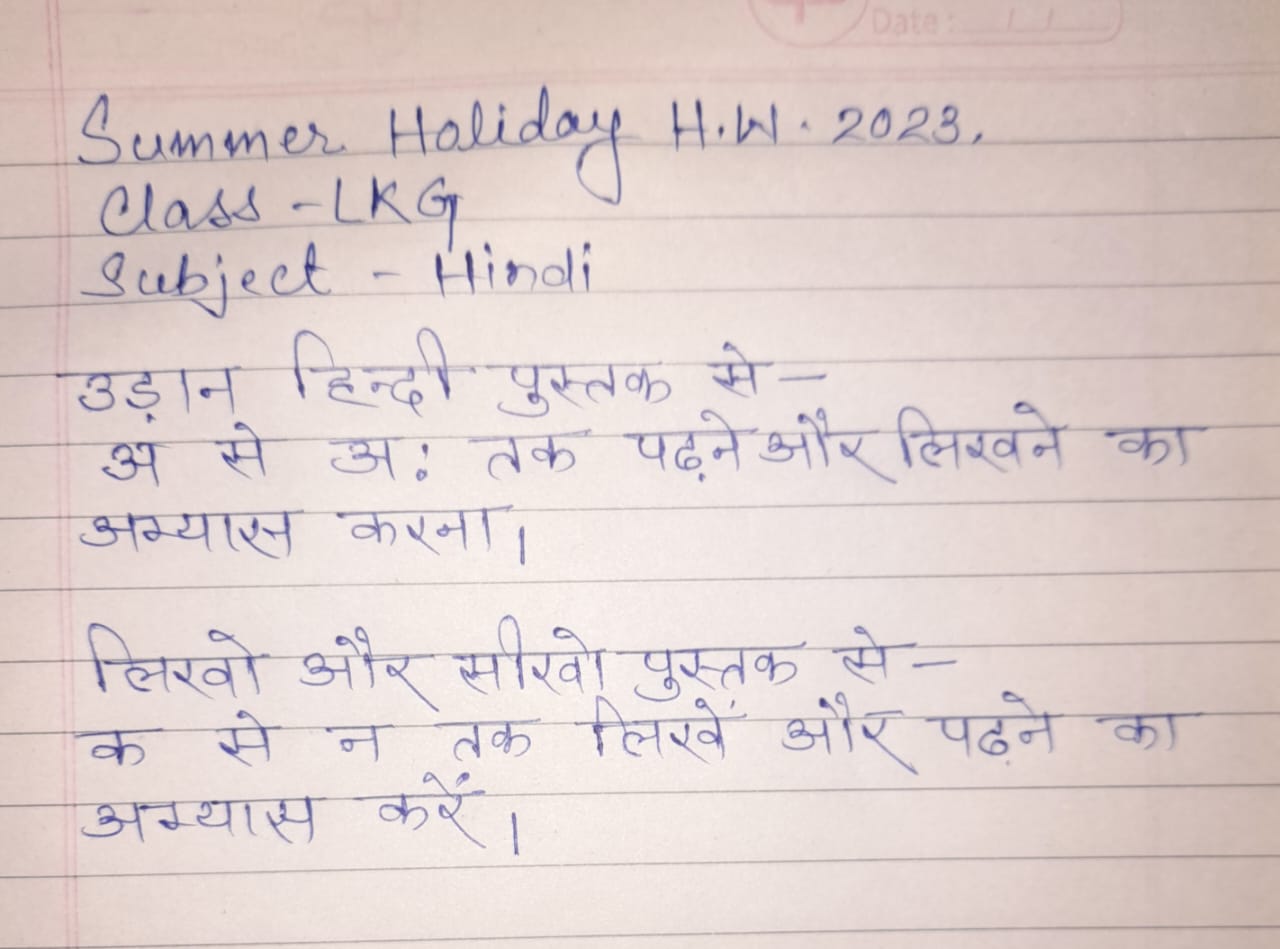 Date :
Summer Holiday H.W. 2023.
Class - LKG
Subject - Hindi
उड़ान हिन्दी पुस्तक से -
अ से अः तक पढ़ने और लिखने का
अभ्यास करना।
लिखो और सीखो पुस्तक से -
क से न तक लिखें और पढ़ने का
अभ्यास करें।